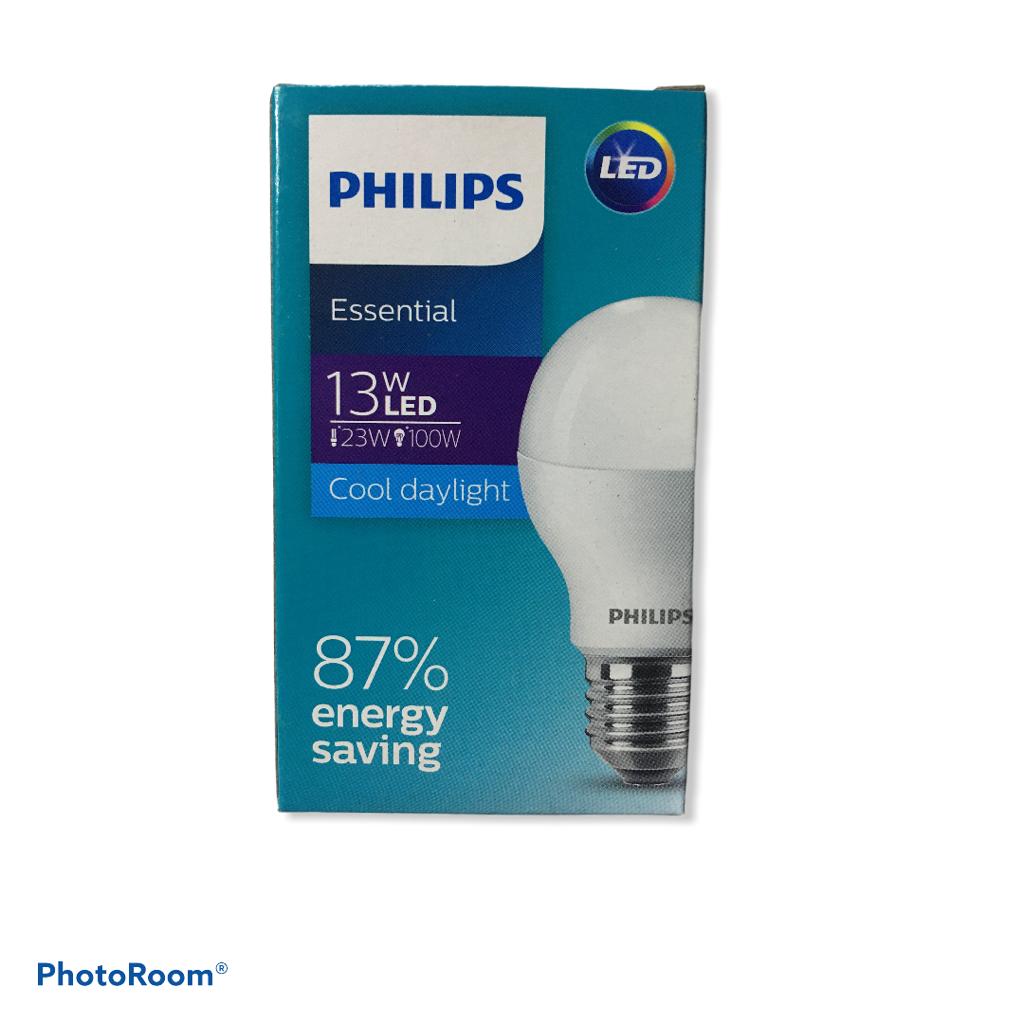 PHILIPS
LED
Essential
13W
LED
23W 100W
Cool daylight
PHILIPS
87%
energy
saving
PhotoRoom®